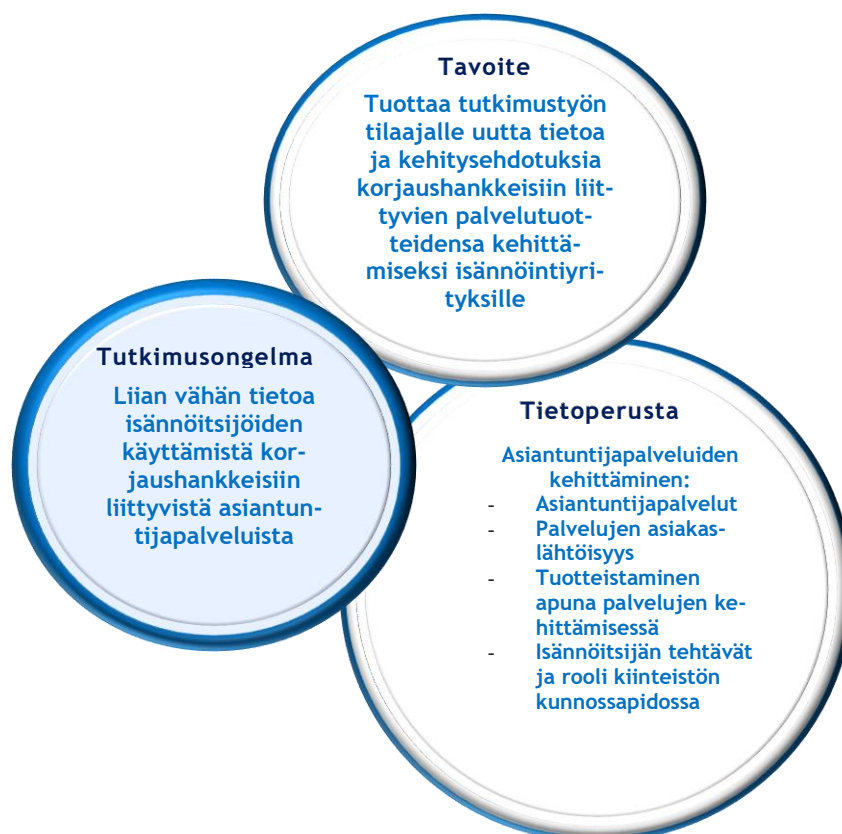 Tavoite
Tuottaa tutkimustyön
tilaajalle uutta tietoa
ja kehitysehdotuksia
korjaushankkeisiin liit-
tyvien palvelutuot-
teidensa kehittä-
miseksi isännöintiyri-
tyksille
Tutkimusongelma
Liian vähän tietoa
isännöitsijöiden
käyttämistä kor-
jaushankkeisiin
liittyvistä asiantun-
tijapalveluista
Tietoperusta
Asiantuntijapalveluiden
kehittäminen:
- Asiantuntijapalvelut
- Palvelujen asiakas-
lähtöisyys
- Tuotteistaminen
apuna palvelujen ke-
hittämisessä
- Isännöitsijän tehtävät
ja rooli kiinteistön
kunnossapidossa